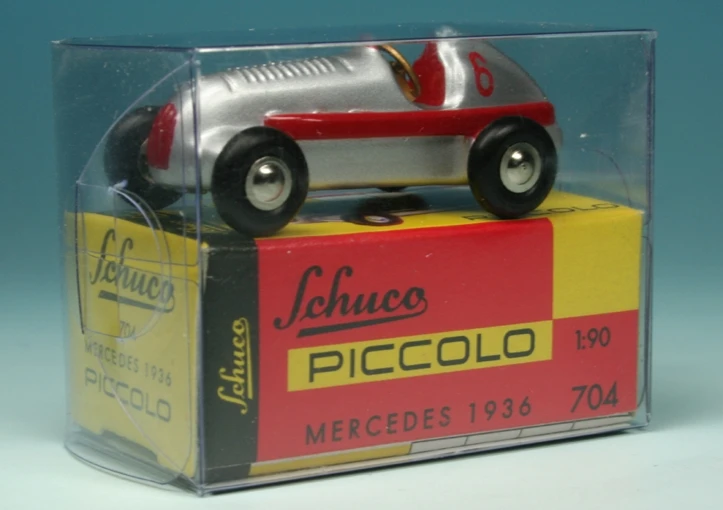 6
Schuco
704
MERCEDES 1936
PICCOLO
Schuco
Schuco
PICCOLO
1:90
MERCEDES 1936
704